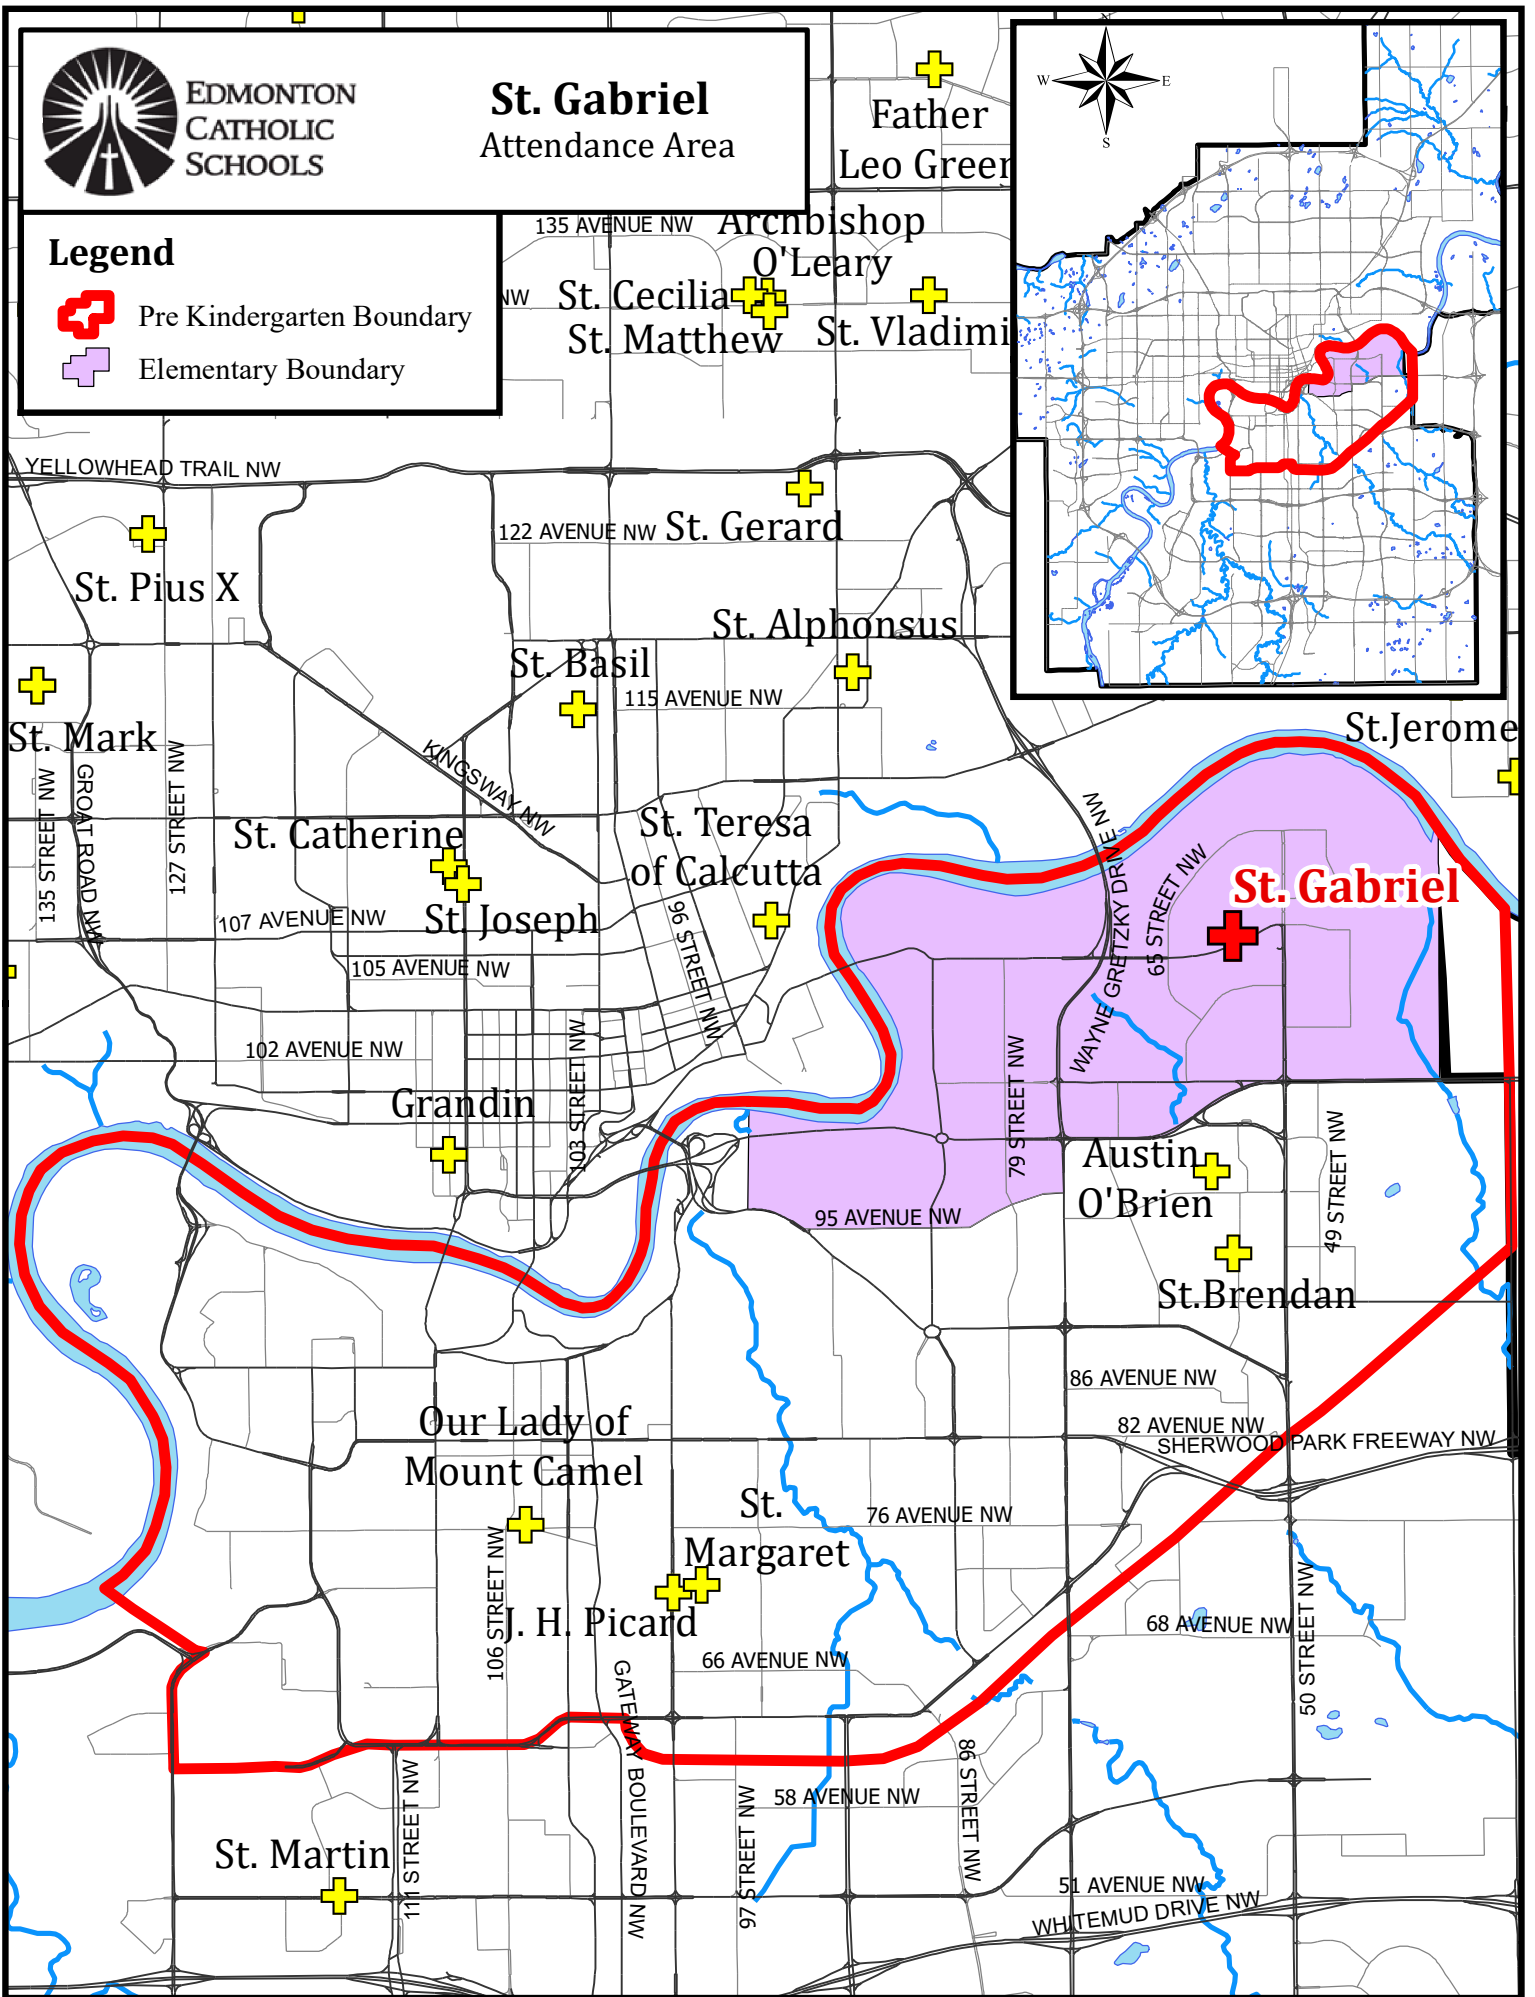 EDMONTON
CATHOLIC
SCHOOLS
St. Gabriel
Attendance Area
Legend
Pre Kindergarten Boundary
Elementary Boundary
W
E
S
Father
Leo Green
135 AVENUE NW
Archbishop
O'Leary
NW
St. Cecilia
St. Matthew
St. Vladimi
YELLOWHEAD TRAIL NW
122 AVENUE NW
St. Gerard
St. Pius X
St. Alphonsus
St. Basil
115 AVENUE NW
St. Mark
St.Jerome
KINGSWAY NW
135 STREET NW
GROAT ROAD NW
127 STREET NW
St. Catherine
St. Teresa
of Calcutta
WAYNE GRETZKY DRIVE NW
NW
65 STREET NW
St. Gabriel
107 AVENUE NW
St. Joseph
96 STREET NW
105 AVENUE NW
102 AVENUE NW
103 STREET NW
79 STREET NW
Grandin
49 STREET NW
Austin
O'Brien
95 AVENUE NW
St.Brendan
86 AVENUE NW
82 AVENUE NW
SHERWOOD PARK FREEWAY NW
Our Lady of
Mount Camel
St.
Margaret
76 AVENUE NW
106 STREET NW
J. H. Picard
68 AVENUE NW
50 STREET NW
66 AVENUE NW
GATEWAY BOULEVARD NW
86 STREET NW
58 AVENUE NW
111 STREET NW
97 STREET NW
St. Martin
51 AVENUE NW
WHITEMUD DRIVE NW